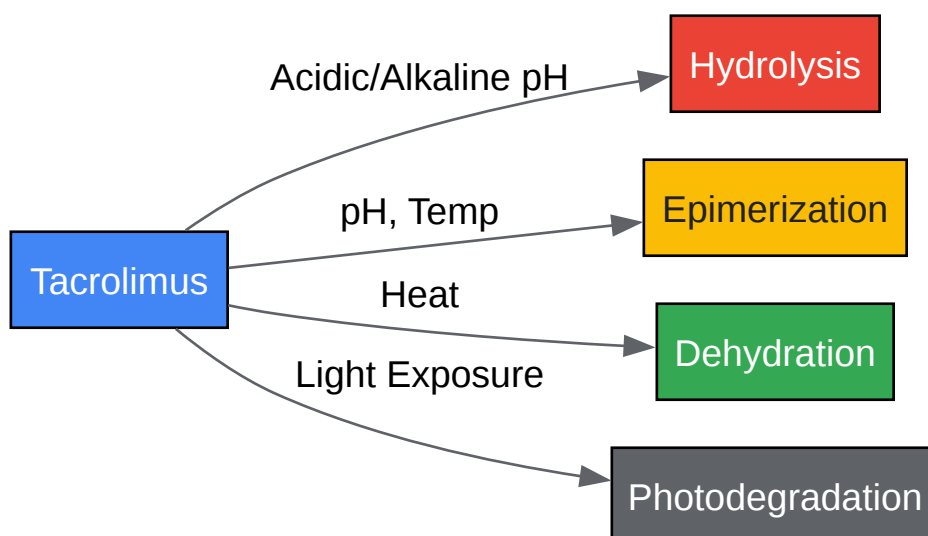 Acidic/Alkaline pH
Hydrolysis
pH, Temp
Epimerization
Tacrolimus
Heat
Dehydration
Light Exposure
Photodegradation